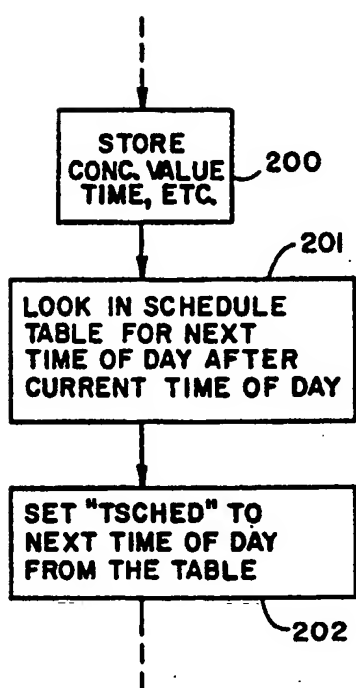 STORE
CONC. VALUE
TIME, ETC.
200
201
LOOK IN SCHEDULE
TABLE FOR NEXT
TIME OF DAY AFTER
CURRENT TIME OF DAY
SET "TSCHED" TO
NEXT TIME OF DAY
FROM THE TABLE
202